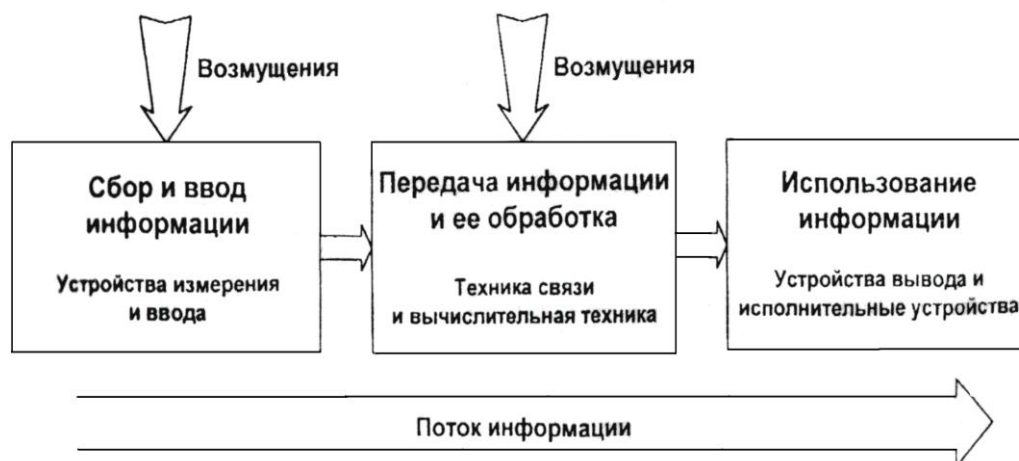 Возмущения
Возмущения
Сбор и ввод
информации
Устройства измерения
и ввода
Передача информации
и ее обработка
Техника связи
и вычислительная техника
Использование
информации
Устройства вывода и
исполнительные устройства
Поток информации